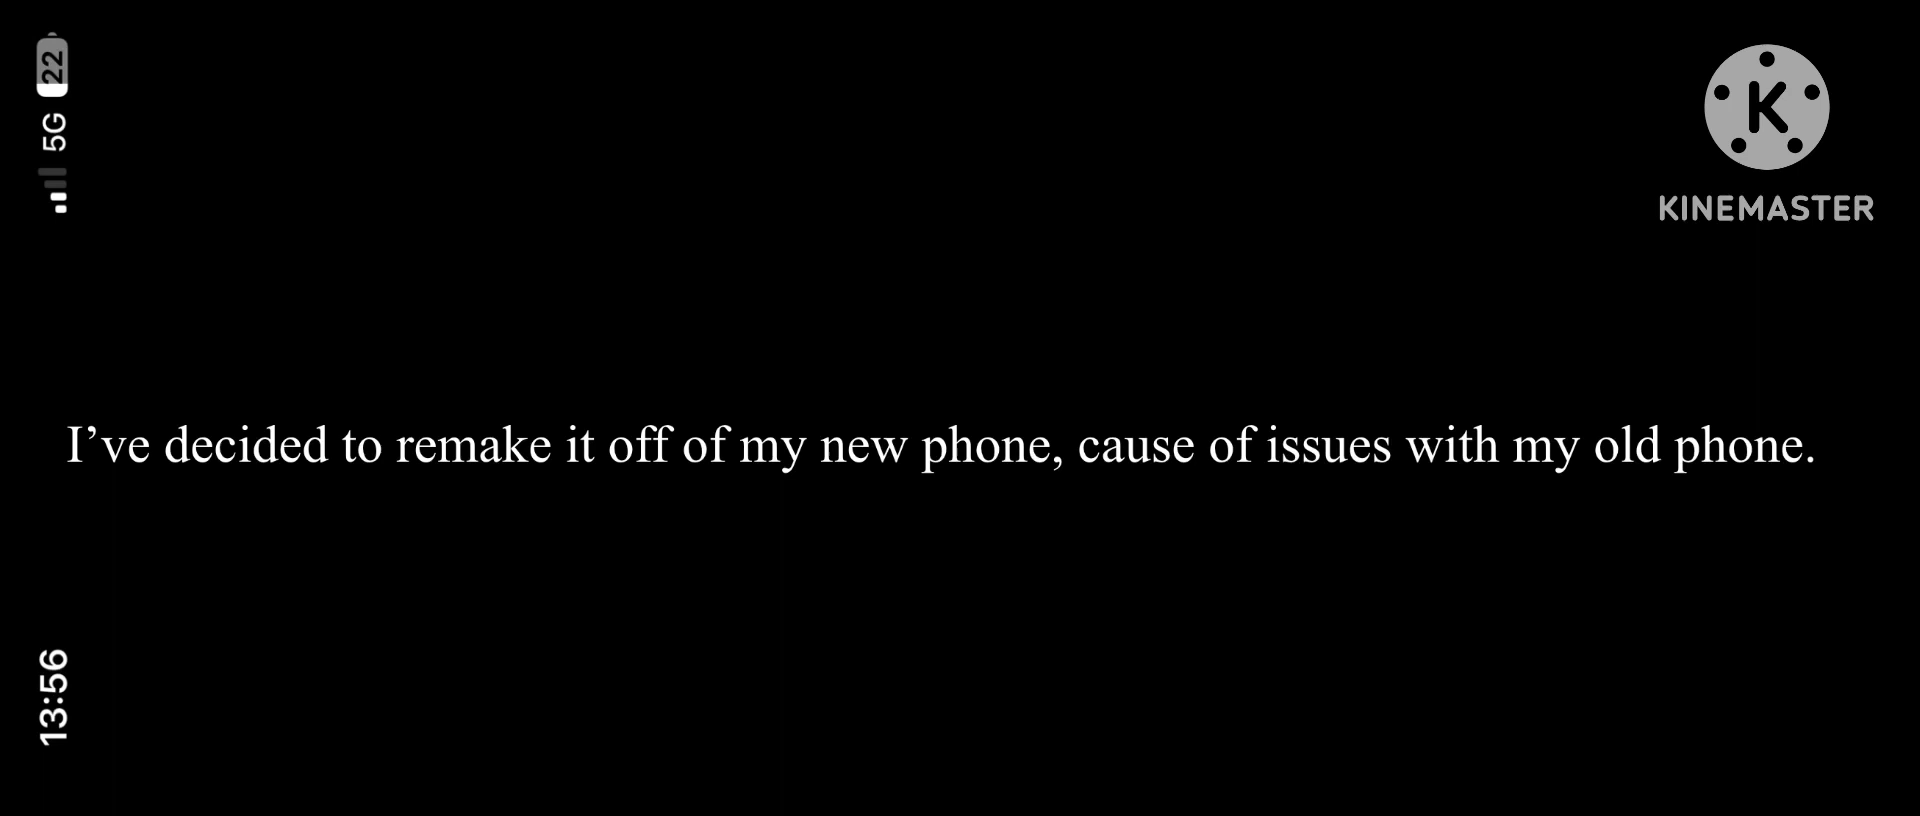 22
5G
K
KINEMASTER
I’ve decided to remake it off of my new phone, cause of issues with my old phone.
13:56